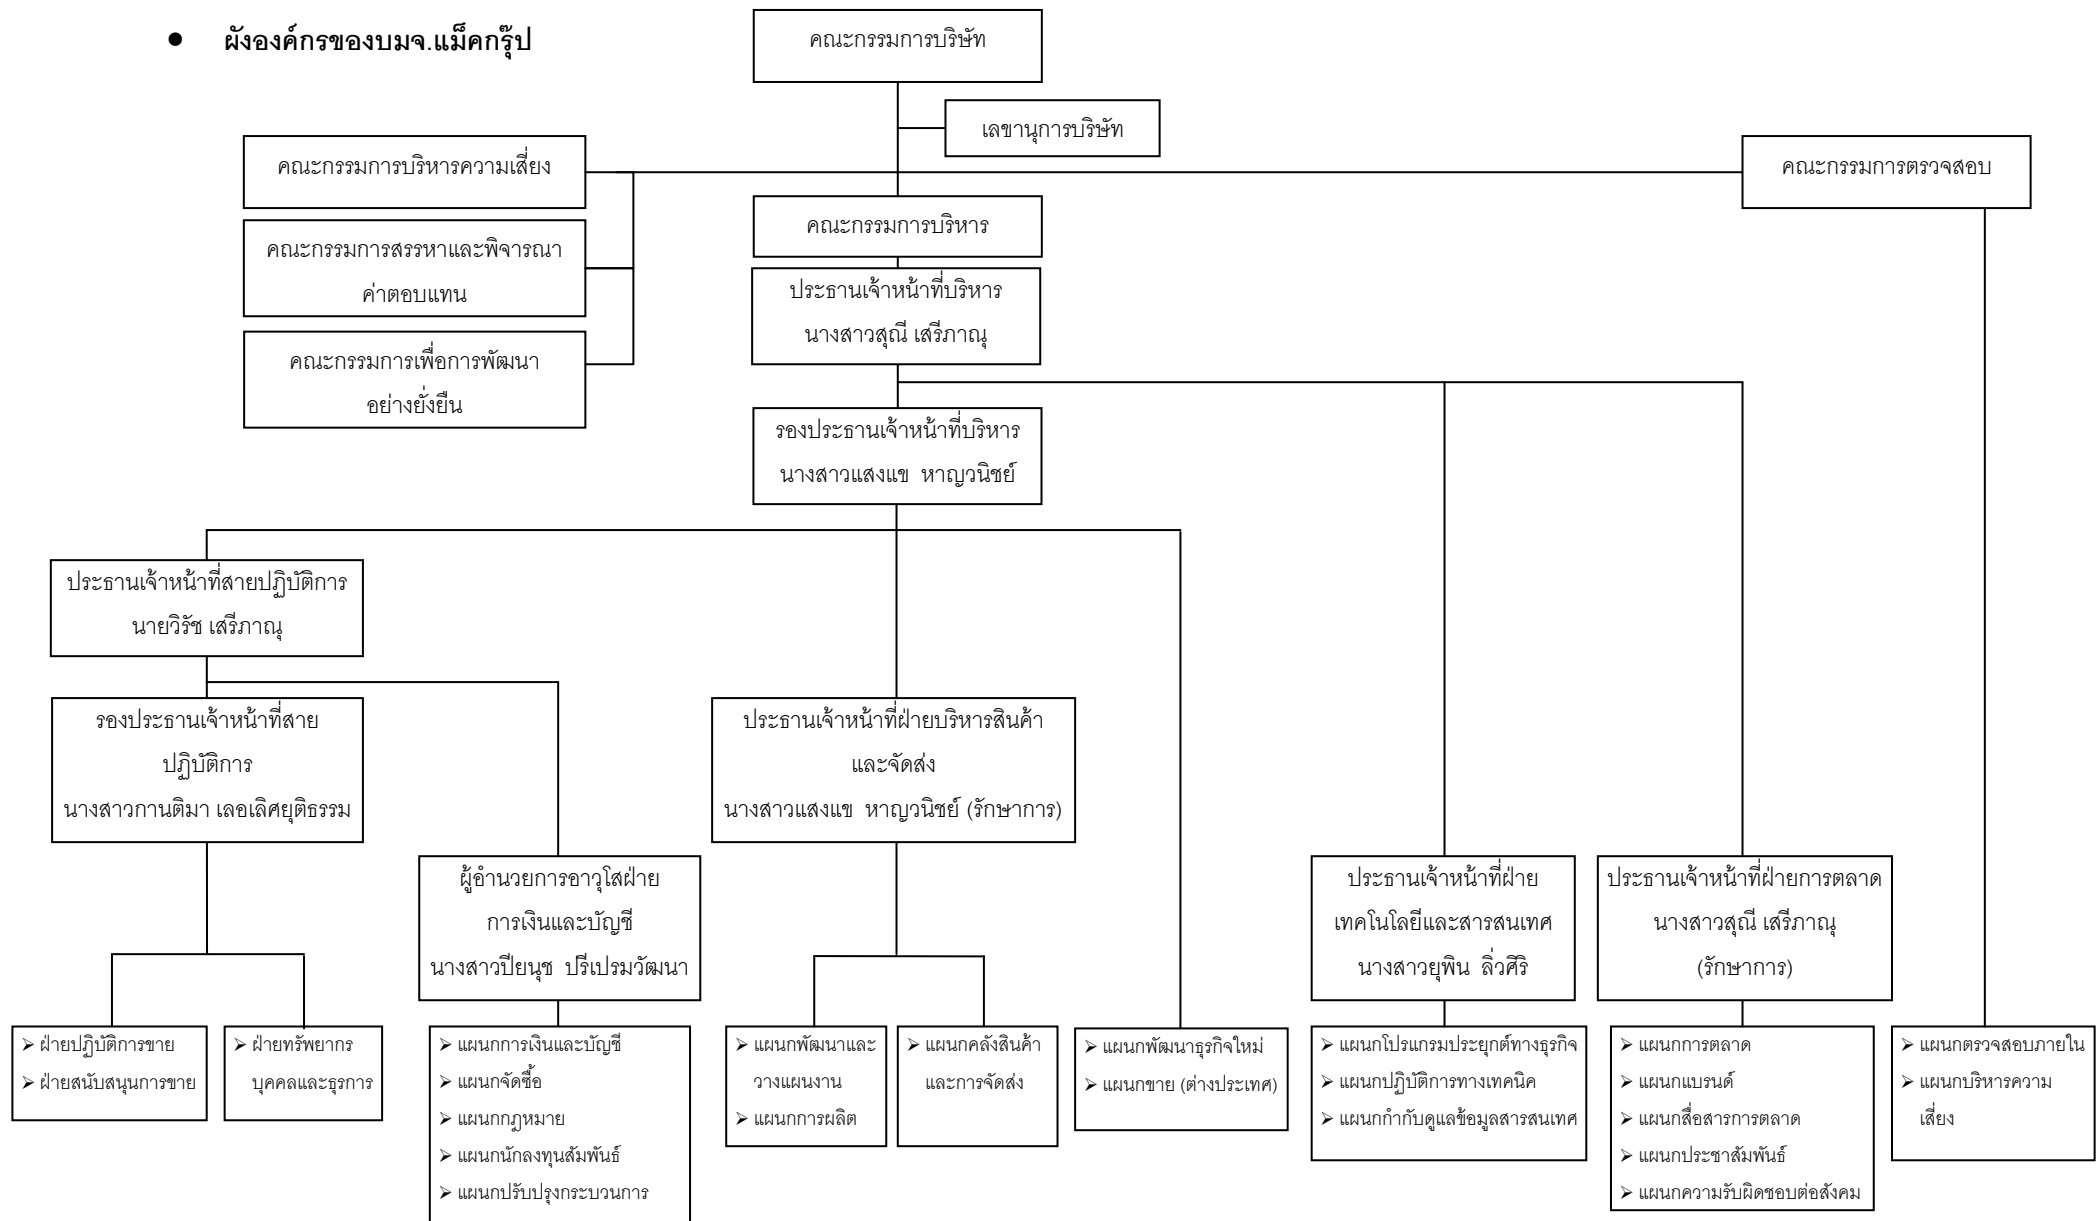 ● ผังองค์กรของบมจ.แม็คกรุ๊ป
คณะกรรมการบริษัท
เลขานุการบริษัท
คณะกรรมการบริหารความเสี่ยง
คณะกรรมการตรวจสอบ
คณะกรรมการบริหาร
คณะกรรมการสรรหาและพิจารณา
ค่าตอบแทน
ประธานเจ้าหน้าที่บริหาร
นางสาวสุณี เสรีภาณุ
คณะกรรมการเพื่อการพัฒนา
อย่างยั่งยืน
รองประธานเจ้าหน้าที่บริหาร
นางสาวแสงแข หาญวนิชย์
ประธานเจ้าหน้าที่สายปฏิบัติการ
นายวิรัช เสรีภาณุ
รองประธานเจ้าหน้าที่สาย
ปฏิบัติการ
นางสาวกานติมา เลอเลิศยุติธรรม
ประธานเจ้าหน้าที่ฝ่ายบริหารสินค้า
และจัดส่ง
นางสาวแสงแข หาญวนิชย์ (รักษาการ)
ผู้อำนวยการอาวุโสฝ่าย
การเงินและบัญชี
นางสาวปิยนุช ปรีเปรมวัฒนา
ประธานเจ้าหน้าที่ฝ่าย
เทคโนโลยีและสารสนเทศ
นางสาวยุพิน ลิ่วศิริ
ประธานเจ้าหน้าที่ฝ่ายการตลาด
นางสาวสุณี เสรีภาณุ
(รักษาการ)
➢ ฝ่ายปฏิบัติการขาย
➢ ฝ่ายสนับสนุนการขาย
➢ ฝ่ายทรัพยากร
บุคคลและธุรการ
➢ แผนกการเงินและบัญชี
➢ แผนกจัดซื้อ
➢ แผนกกฎหมาย
➢ แผนกนักลงทุนสัมพันธ์
➢ แผนกปรับปรุงกระบวนการ
➢ แผนกพัฒนาและ
วางแผนงาน
➢ แผนกการผลิต
➢ แผนกคลังสินค้า
และการจัดส่ง
➢ แผนกพัฒนาธุรกิจใหม่
➢ แผนกขาย (ต่างประเทศ)
➢ แผนกโปรแกรมประยุกต์ทางธุรกิจ
➢ แผนกปฏิบัติการทางเทคนิค
➢ แผนกกำกับดูแลข้อมูลสารสนเทศ
➢ แผนกการตลาด
➢ แผนกแบรนด์
➢ แผนกสื่อสารการตลาด
➢ แผนกประชาสัมพันธ์
➢ แผนกความรับผิดชอบต่อสังคม
➢ แผนกตรวจสอบภายใน
➢ แผนกบริหารความ
เสี่ยง